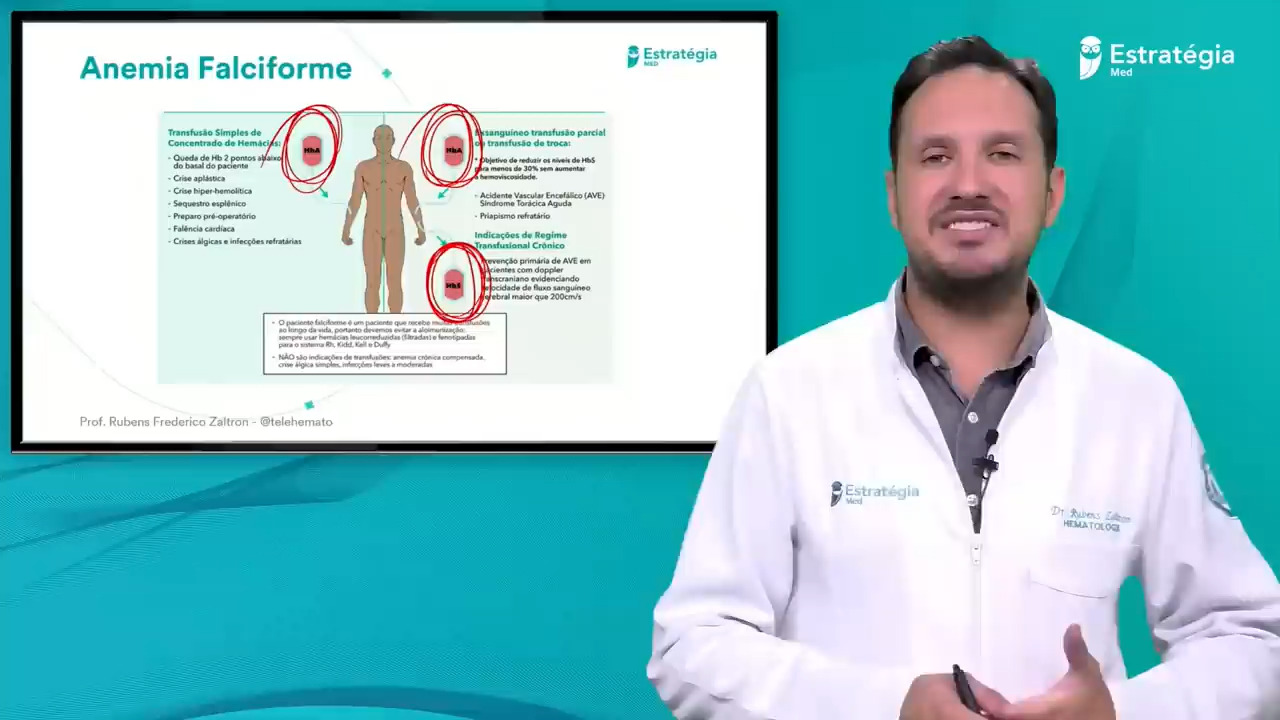 Anemia Falciforme
Estratégia
MED
Transfusão Simples de
Concentrado de Hemácias:
- Queda de Hb 2 pontos abaixo
do basal do paciente
- Crise aplástica
- Crise hiper-hemolítica
- Sequestro esplênico
- Preparo pré-operatório
- Falência cardíaca
- Crises álgicas e infecções refratárias
HbA
HbA
HbS
Exsanguíneo transfusão parcial
ou transfusão de troca:
* Objetivo de reduzir os níveis de HbS
para menos de 30% sem aumentar
a hemoviscosidade.
- Acidente Vascular Encefálico (AVE)
Síndrome Torácica Aguda
- Priapismo refratário
Indicações de Regime
Transfusional Crônico
Prevenção primária de AVE em
pacientes com doppler
transcraniano evidenciando
velocidade de fluxo sanguíneo
cerebral maior que 200cm/s
• O paciente falciforme é um paciente que recebe muitas transfusões
ao longo da vida, portanto devemos evitar a aloimunização:
sempre usar hemácias leucorreduzidas (filtradas) e fenotipadas
para o sistema Rh, Kidd, Kell e Duffy
• NÃO são indicações de transfusões: anemia crônica compensada,
crise álgica simples, infecções leves a moderadas
Prof. Rubens Frederico Zaltron - @telehemato
Estratégia
Med
Estratégia
Med
Dr. Rubens Zaltron
HEMATOLOGIA